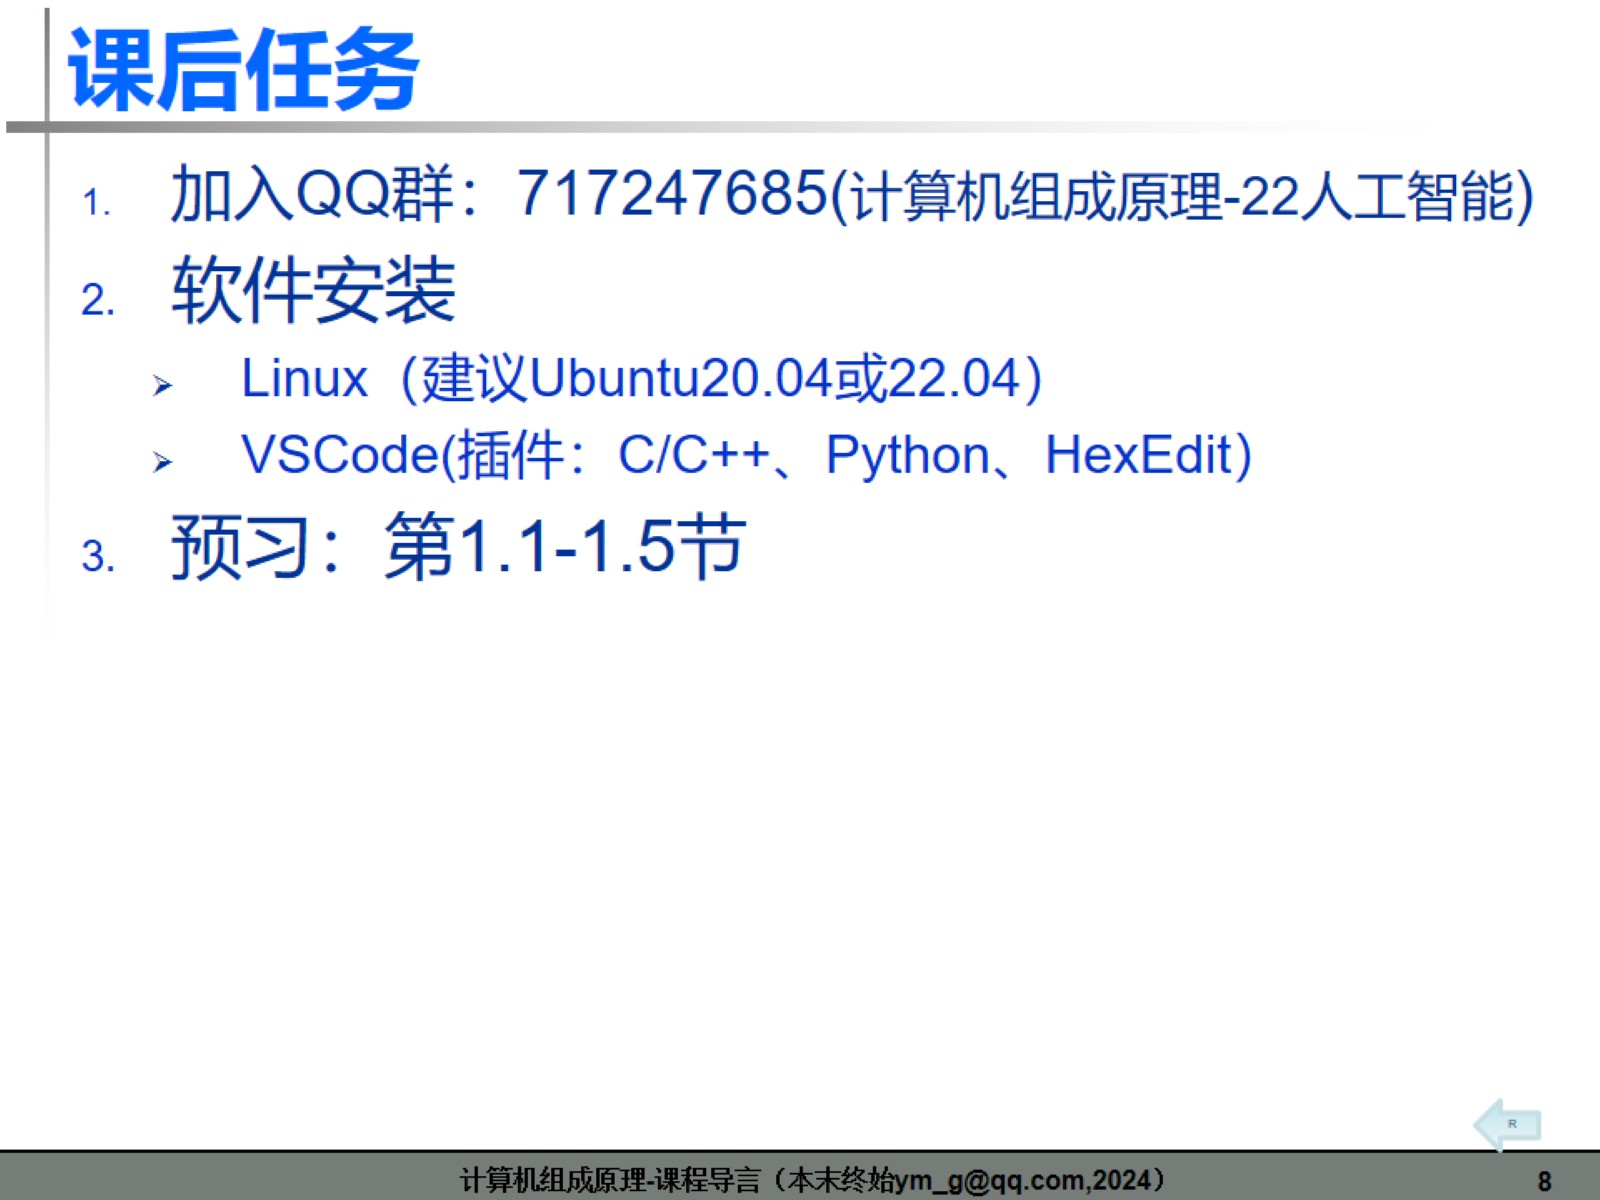 课后任务
1. 加入QQ群：717247685(计算机组成原理-22人工智能)
2. 软件安装
➢ Linux（建议Ubuntu20.04或22.04）
➢ VSCode(插件：C/C++、Python、HexEdit)
3. 预习：第1.1-1.5节
R
计算机组成原理-课程导言（本末终始ym_g@qq.com,2024）
8